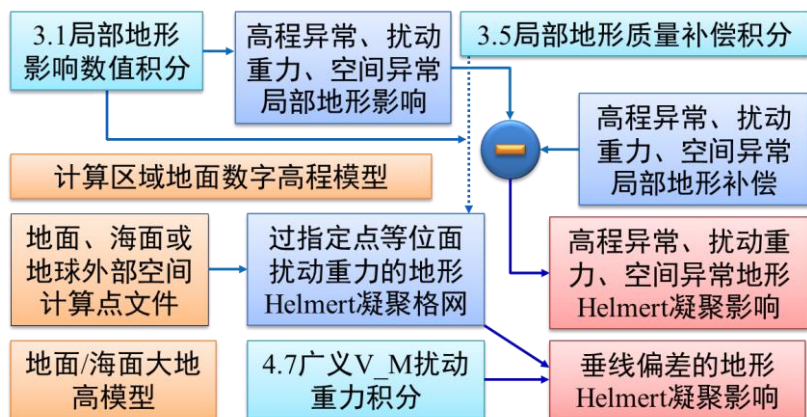 3.1局部地形
影响数值积分
高程异常、扰动
重力、空间异常
局部地形影响
3.5局部地形质量补偿积分
高程异常、扰动
重力、空间异常
局部地形补偿
计算区域地面数字高程模型
地面、海面或
地球外部空间
计算点文件
过指定点等位面
扰动重力的地形
Helmert凝聚格网
高程异常、扰动重
力、空间异常地形
Helmert凝聚影响
地面/海面大地
高模型
4.7广义V_M扰动
重力积分
垂线偏差的地形
Helmert凝聚影响